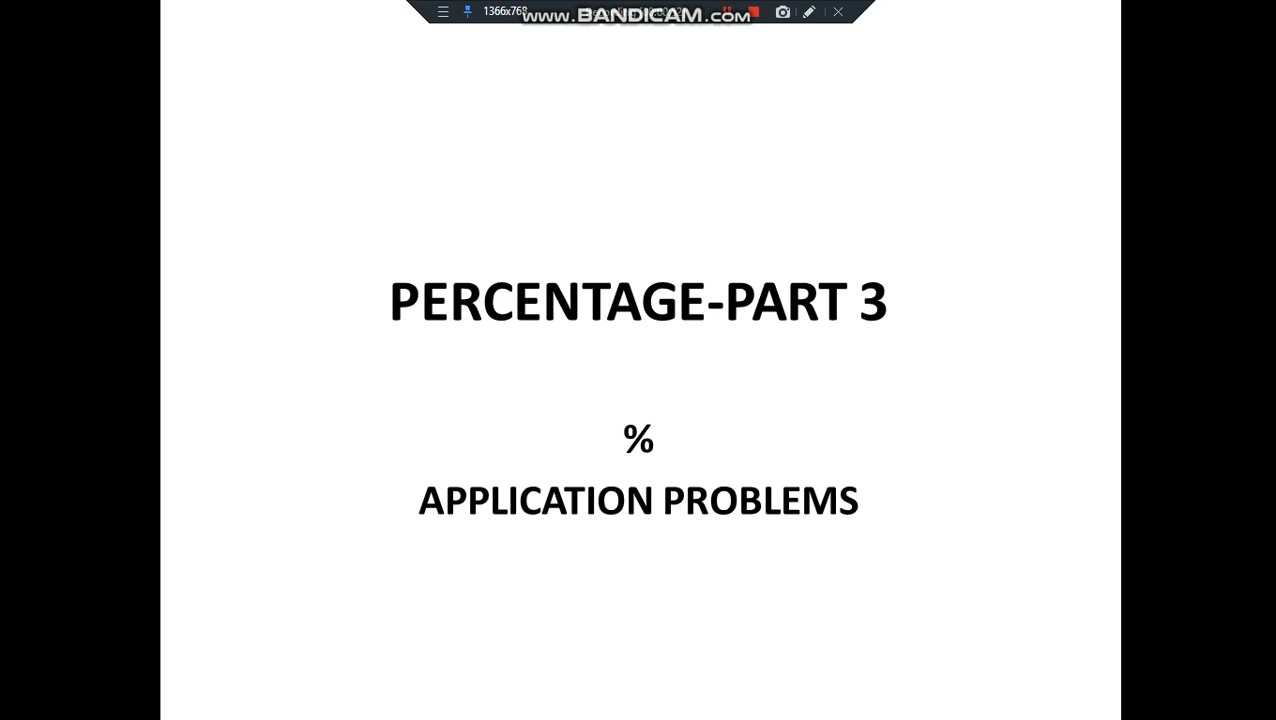 1366x768
www.BANDICAM.com
PERCENTAGE-PART 3
%
APPLICATION PROBLEMS